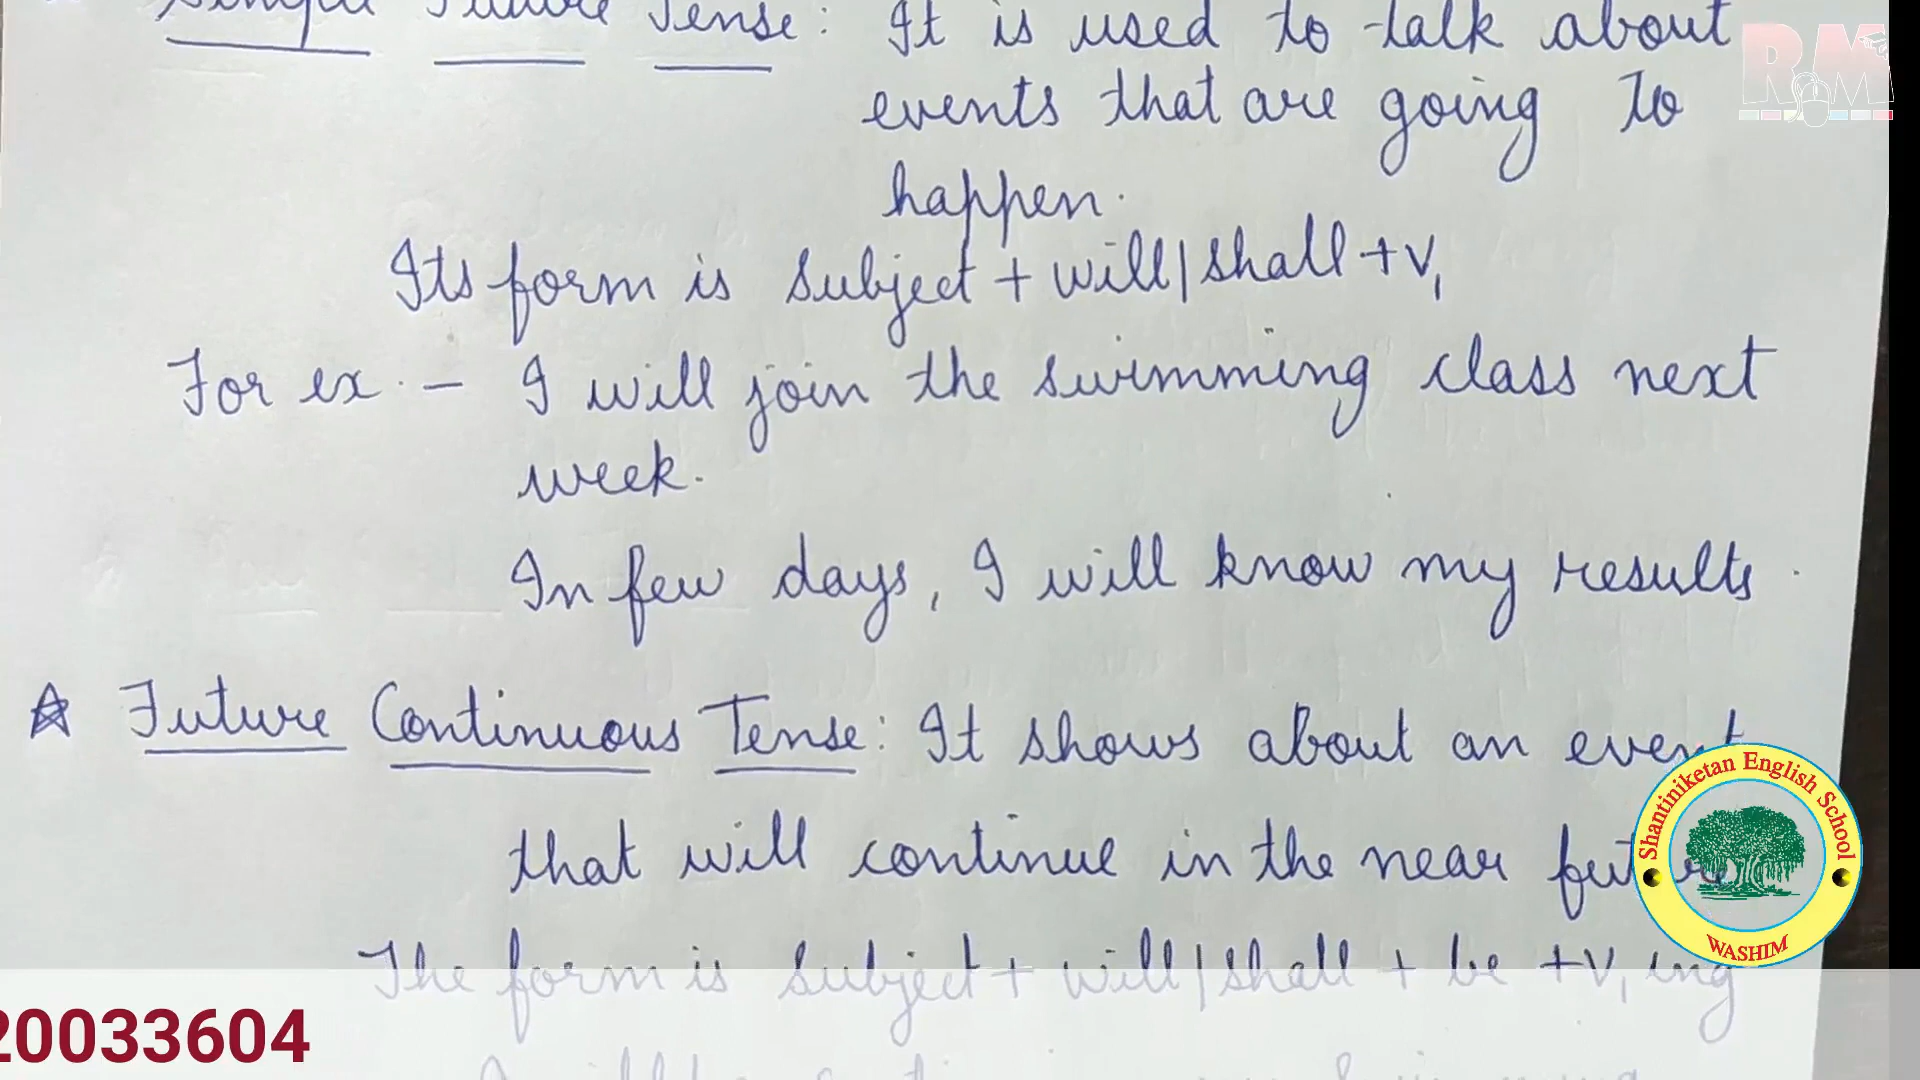 Simple Future Tense: It is used to talk about
events that are going to
happen.
Its form is Subject + will/shall + V1
For ex. - I will join the swimming class next
week.
In few days, I will know my results.
☆ Future Continuous Tense: It shows about an event
that will continue in the near future
The form is Subject + will/shall + be + V1 ing
RM
Shantiniketan English School
WASHIM
20033604